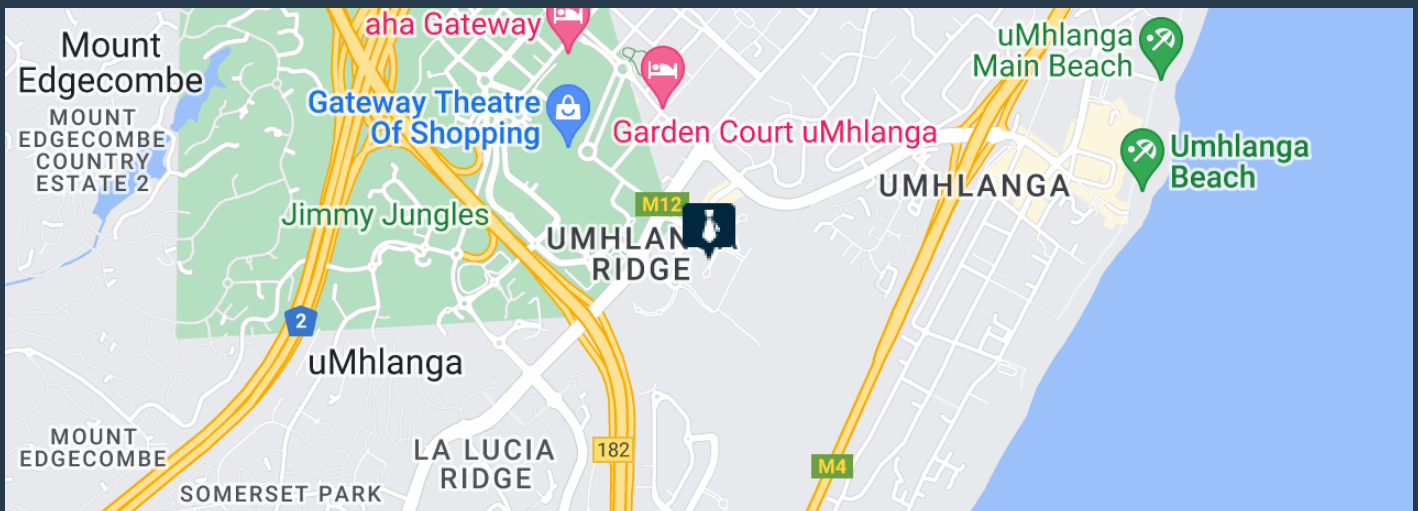 aha Gateway
Mount
Edgecombe
uMhlanga
Main Beach
Gateway Theatre
Of Shopping
MOUNT
EDGECOMBE
COUNTRY
ESTATE 2
Garden Court uMhlanga
Umhlanga
Beach
UMHLANGA
Jimmy Jungles
M12
RIDGE
2
uMhlanga
MOUNT
EDGECOMBE
LA LUCIA
RIDGE
182
M4
SOMERSET PARK